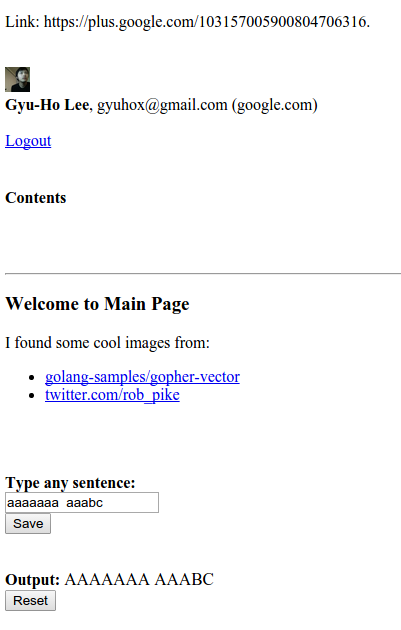 Link: https://plus.google.com/103157005900804706316.
Gyu-Ho Lee, gyuhox@gmail.com (google.com)
Logout
Contents
Welcome to Main Page
I found some cool images from:
golang-samples/gopher-vector
twitter.com/rob_pike
Type any sentence:
aaaaaaa aaabc
Save
Output: AAAAAAA AAABC
Reset